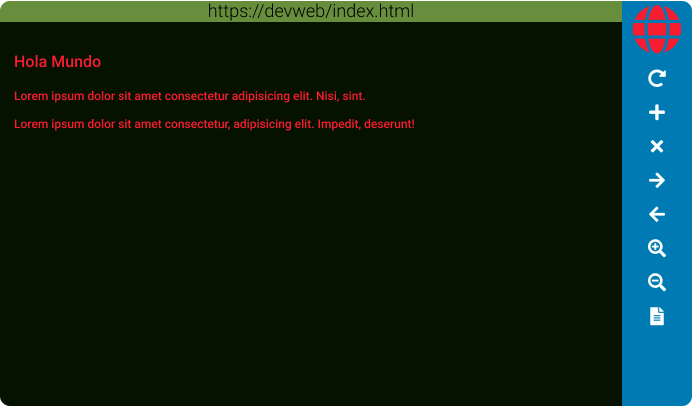 https://devweb/index.html
Hola Mundo
Lorem ipsum dolor sit amet consectetur adipisicing elit. Nisi, sint.
Lorem ipsum dolor sit amet consectetur, adipisicing elit. Impedit, deserunt!